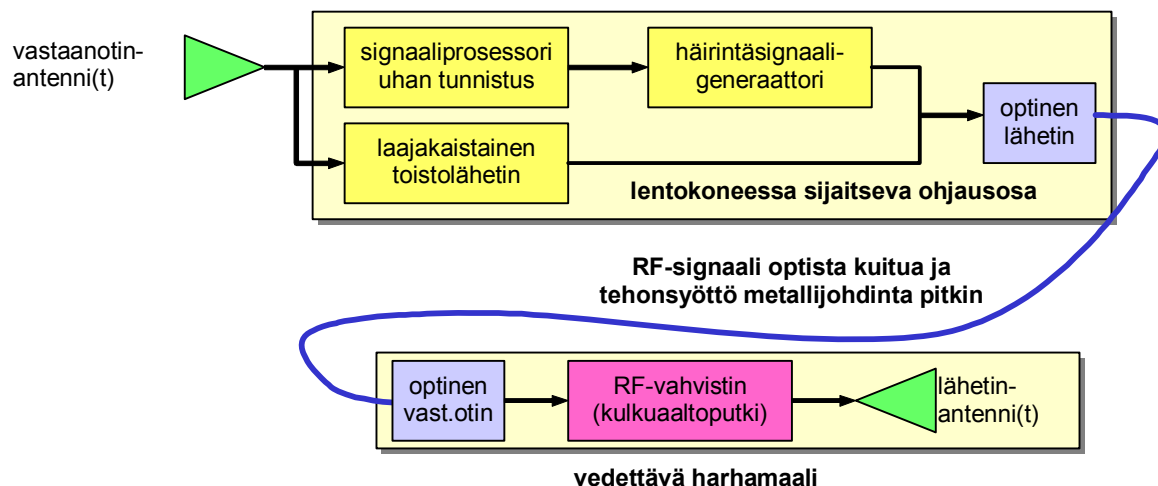 vastaanotin-
antenni(t)
signaaliprosessori
uhan tunnistus
häirintäsignaali-
generaattori
laajakaistainen
toistolähetin
optinen
lähetin
lentokoneessa sijaitseva ohjausosa
RF-signaali optista kuitua ja
tehonsyöttö metallijohdinta pitkin
optinen
vast.otin
RF-vahvistin
(kulkuaaltoputki)
lähetin-
antenni(t)
vedettävä harhamaali